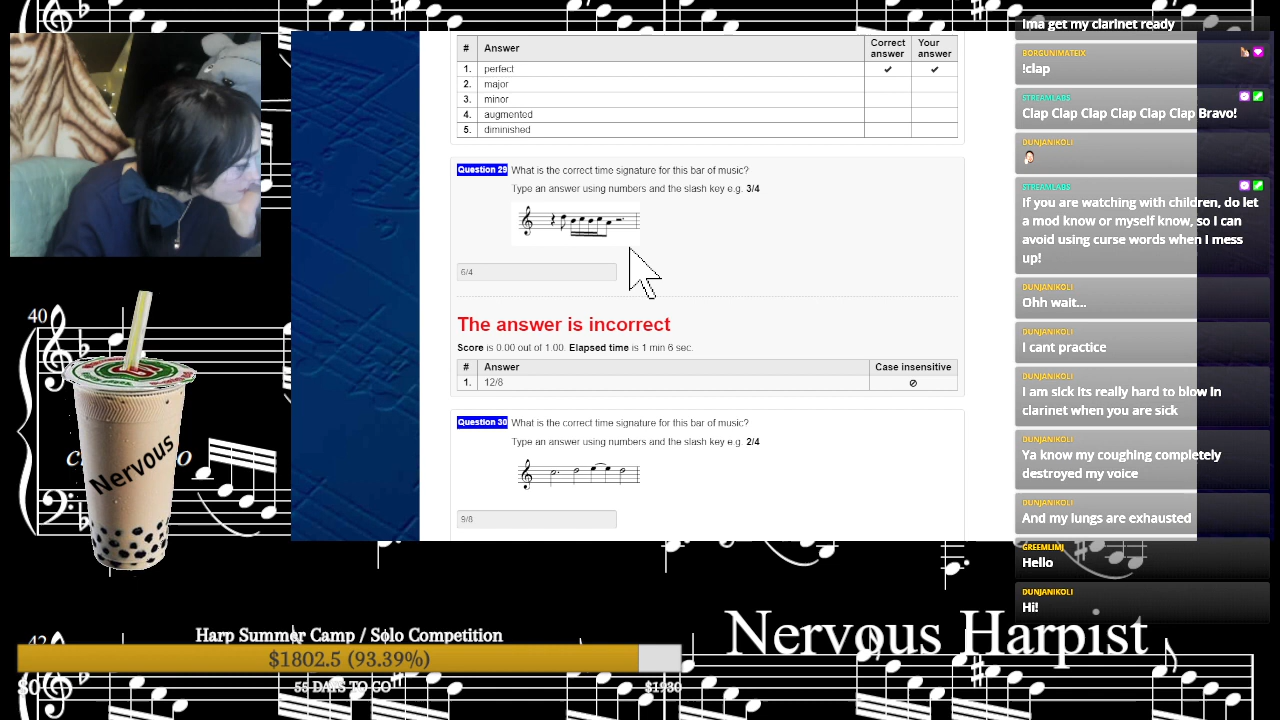 # Answer Correct answer Your answer
1. perfect ✔ ✔
2. major
3. minor
4. augmented
5. diminished
Question 29 What is the correct time signature for this bar of music?
Type an answer using numbers and the slash key e.g. 3/4
6/4
The answer is incorrect
Score is 0.00 out of 1.00. Elapsed time is 1 min 6 sec.
# Answer Case insensitive
1. 12/8
Question 30 What is the correct time signature for this bar of music?
Type an answer using numbers and the slash key e.g. 2/4
9/8
Ima get my clarinet ready
BORGUNIMATEIX
!clap
STREAMLABS
Clap Clap Clap Clap Clap Clap Bravo!
DUNJANIKOLI
STREAMLABS
If you are watching with children, do let
a mod know or myself know, so I can
avoid using curse words when I mess
up!
DUNJANIKOLI
Ohh wait...
DUNJANIKOLI
I cant practice
DUNJANIKOLI
I am sick its really hard to blow in
clarinet when you are sick
DUNJANIKOLI
Ya know my coughing completely
destroyed my voice
DUNJANIKOLI
And my lungs are exhausted
GREEMLIMJ
Hello
DUNJANIKOLI
Hi!
40
Nervous
42
Harp Summer Camp / Solo Competition
$1802.5 (93.39%)
$0 55 DAYS TO GO $1930
Nervous Harpist